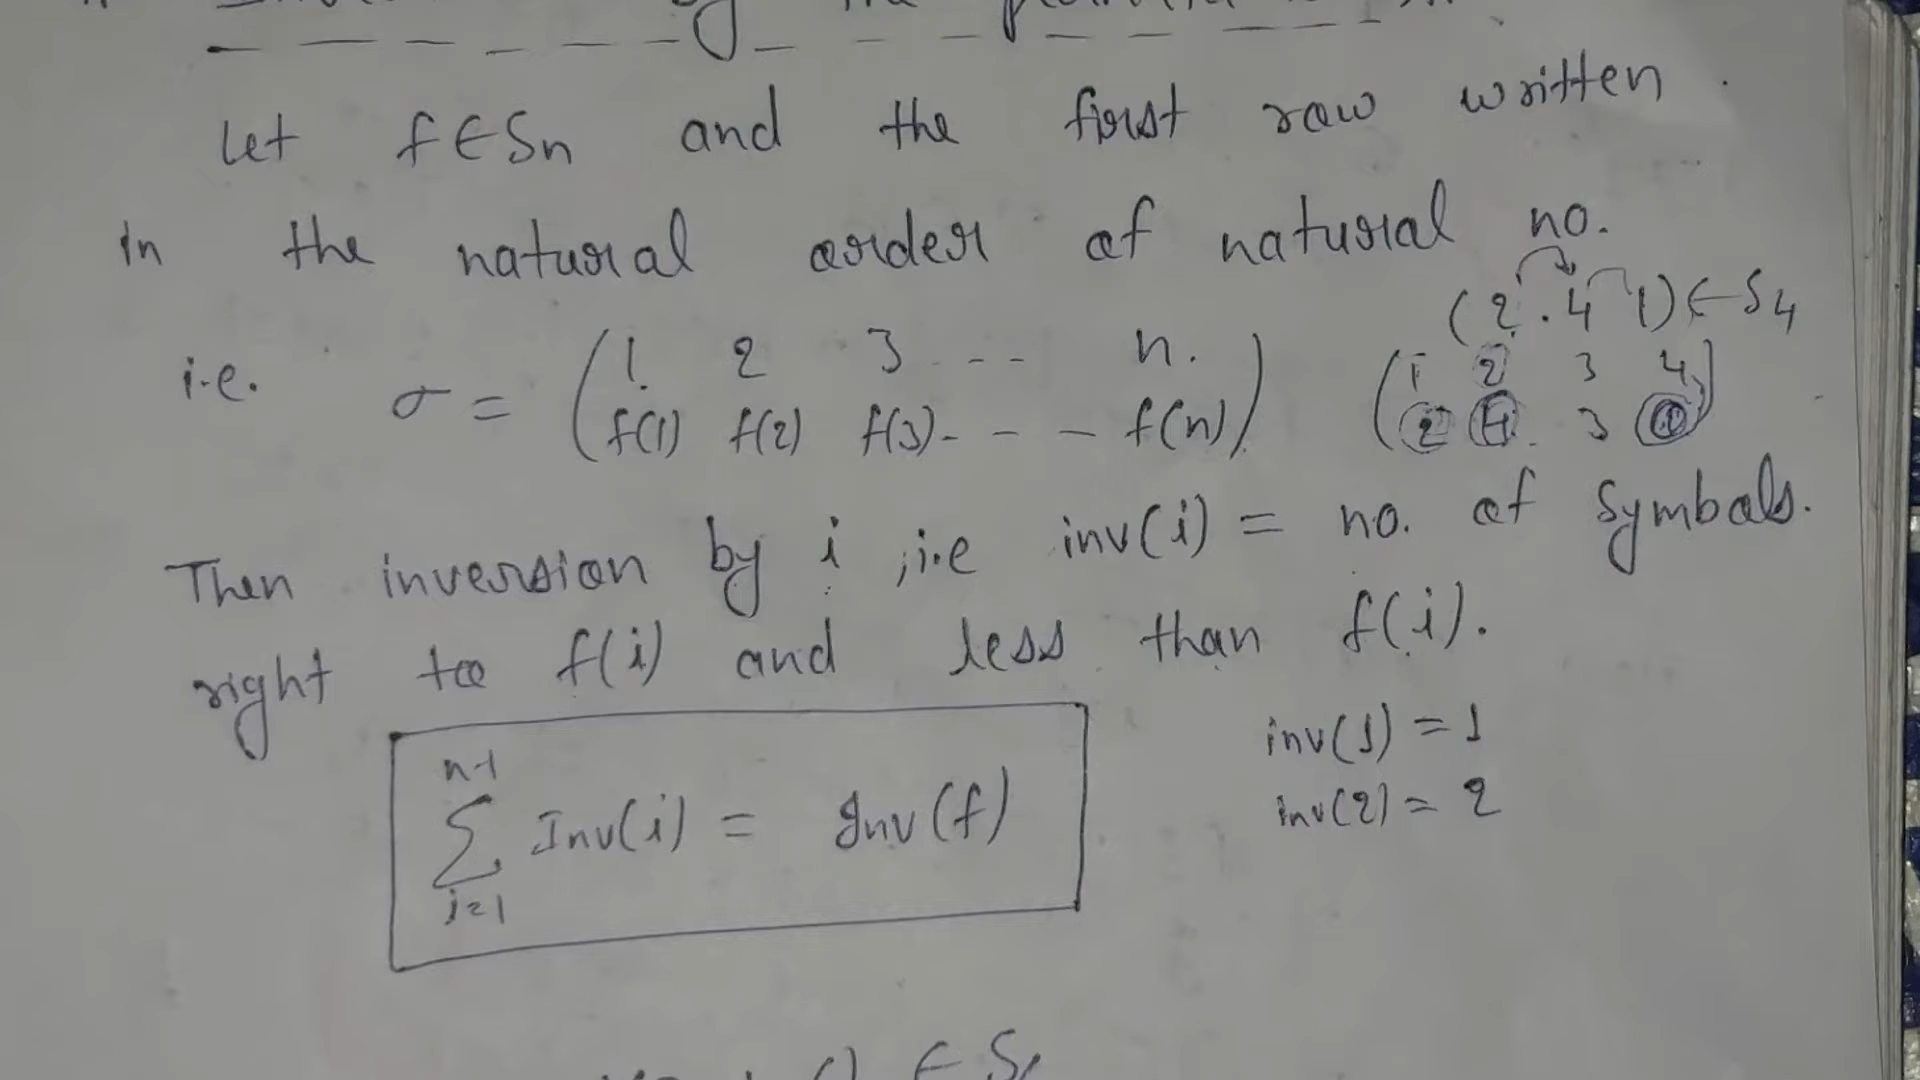 Let f∈Sn and the first raw written.
in the natural order of natural no.
(2 . 4 1) ∈ S4
i.e. σ = ( 1 2 3 -- n.
f(1) f(2) f(3) - - - f(n) )
( 1 2 3 4
2 4 3 1 )
Then inversion by i , i.e inv(i) = no. of symbols.
right to f(i) and less than f(i).
inv(1) = 1
inv(2) = 2
n-1
∑ Inv(i) = Inv(f)
i=1
∈ S